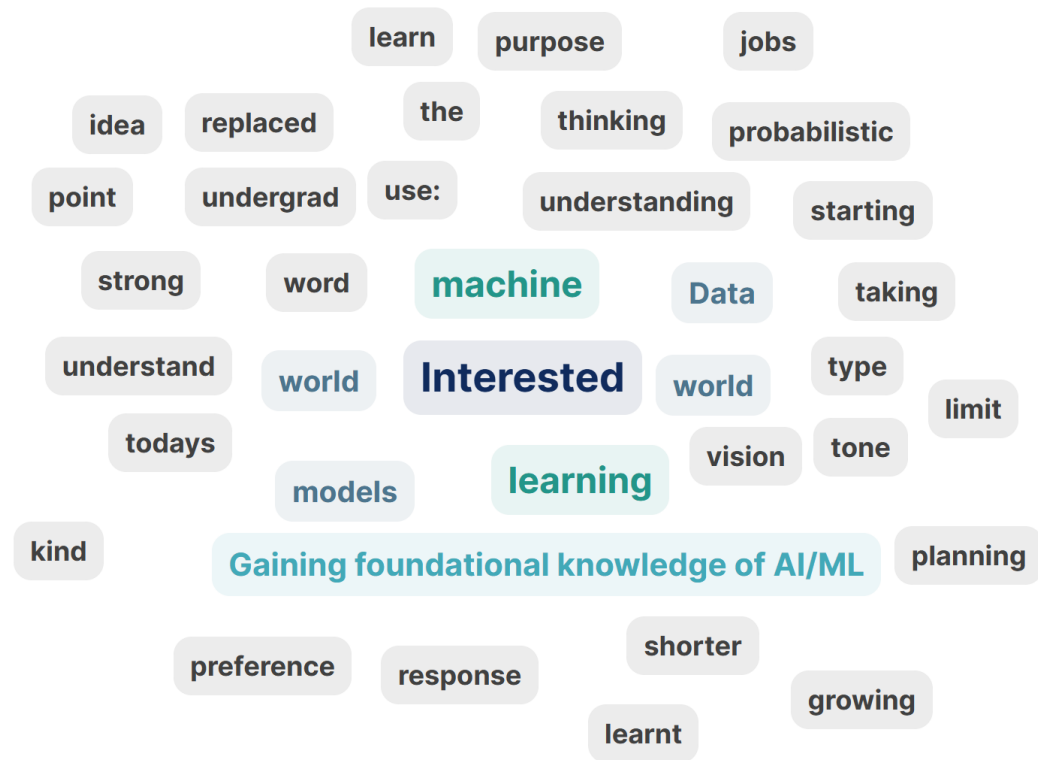 learn
purpose
jobs
idea
replaced
the
thinking
probabilistic
point
undergrad
use:
understanding
starting
strong
word
machine
Data
taking
understand
world
Interested
world
type
limit
todays
models
learning
vision
tone
kind
Gaining foundational knowledge of AI/ML
planning
preference
response
shorter
growing
learnt